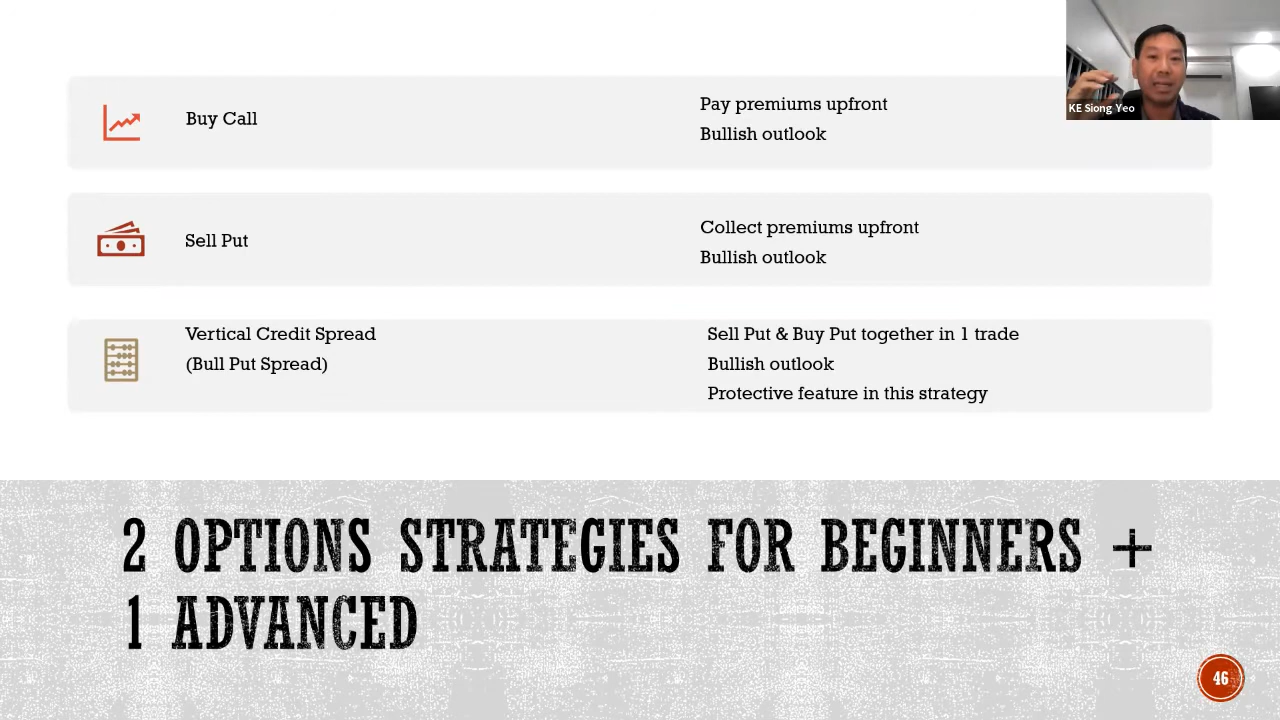 KE Siong Yeo
Buy Call
Pay premiums upfront
Bullish outlook
Sell Put
Collect premiums upfront
Bullish outlook
Vertical Credit Spread
(Bull Put Spread)
Sell Put & Buy Put together in 1 trade
Bullish outlook
Protective feature in this strategy
2 OPTIONS STRATEGIES FOR BEGINNERS +
1 ADVANCED
46